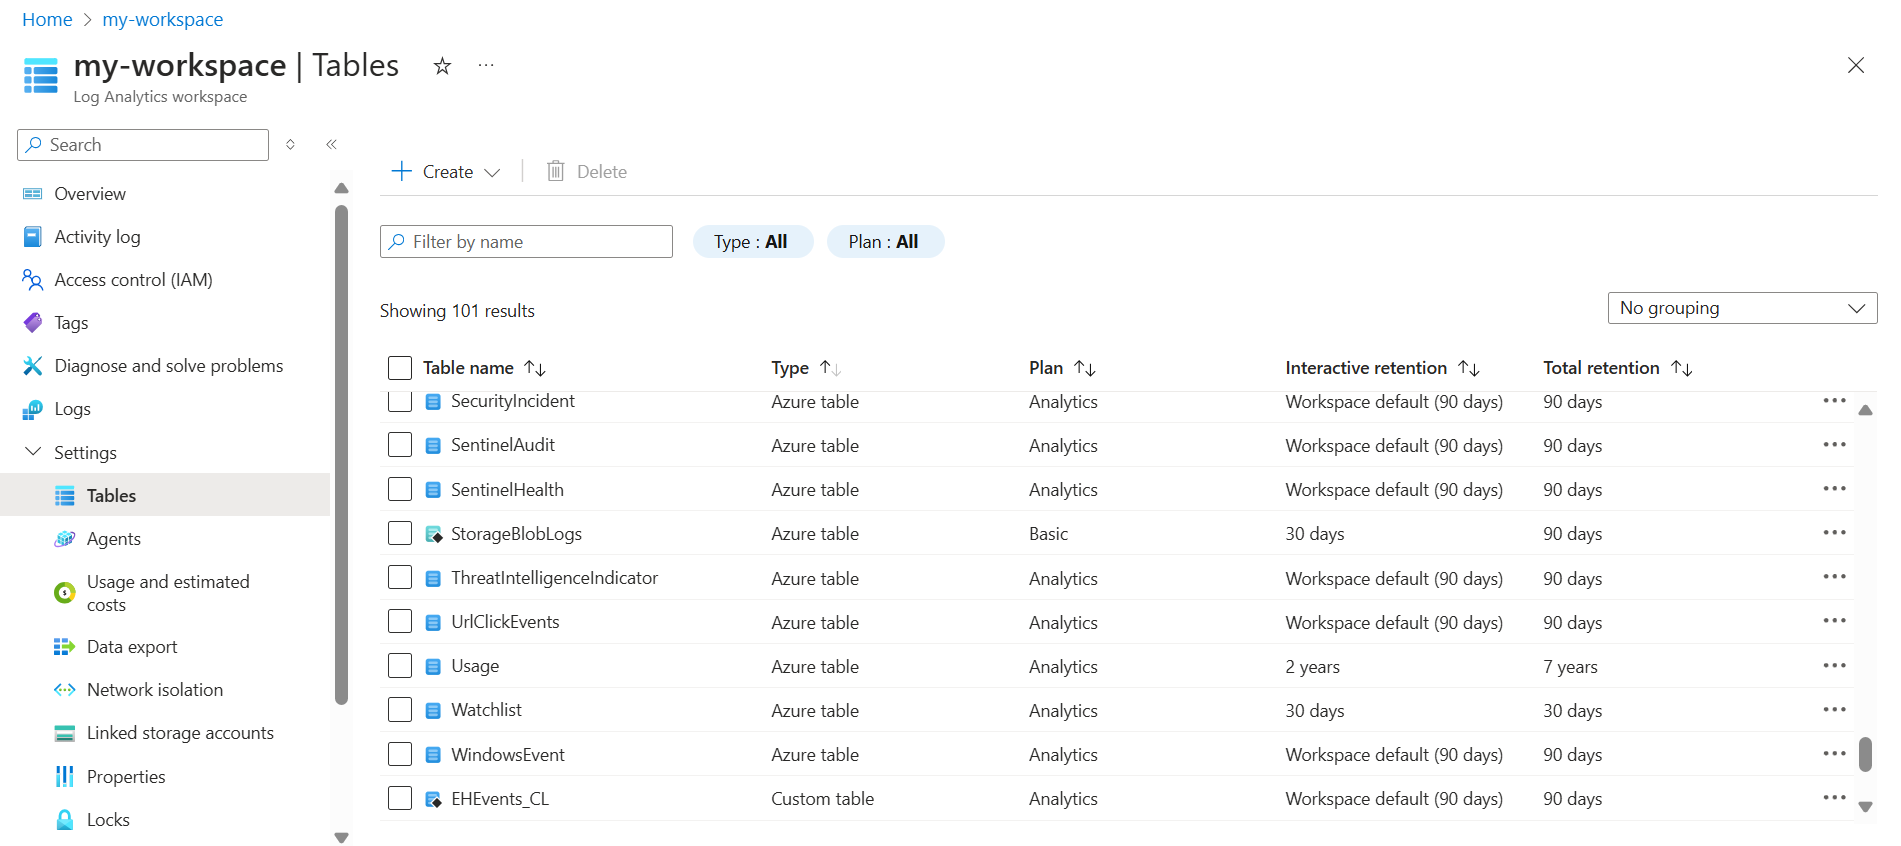 Home > my-workspace
my-workspace | Tables
Log Analytics workspace
Search
Overview
Activity log
Access control (IAM)
Tags
Diagnose and solve problems
Logs
Settings
Tables
Agents
Usage and estimated
costs
Data export
Network isolation
Linked storage accounts
Properties
Locks
Create
Delete
Filter by name
Type : All
Plan : All
Showing 101 results
No grouping
Table name Type Plan Interactive retention Total retention
SecurityIncident Azure table Analytics Workspace default (90 days) 90 days
SentinelAudit Azure table Analytics Workspace default (90 days) 90 days
SentinelHealth Azure table Analytics Workspace default (90 days) 90 days
StorageBlobLogs Azure table Basic 30 days 90 days
ThreatIntelligenceIndicator Azure table Analytics Workspace default (90 days) 90 days
UrlClickEvents Azure table Analytics Workspace default (90 days) 90 days
Usage Azure table Analytics 2 years 7 years
Watchlist Azure table Analytics 30 days 30 days
WindowsEvent Azure table Analytics Workspace default (90 days) 90 days
EHEvents_CL Custom table Analytics Workspace default (90 days) 90 days